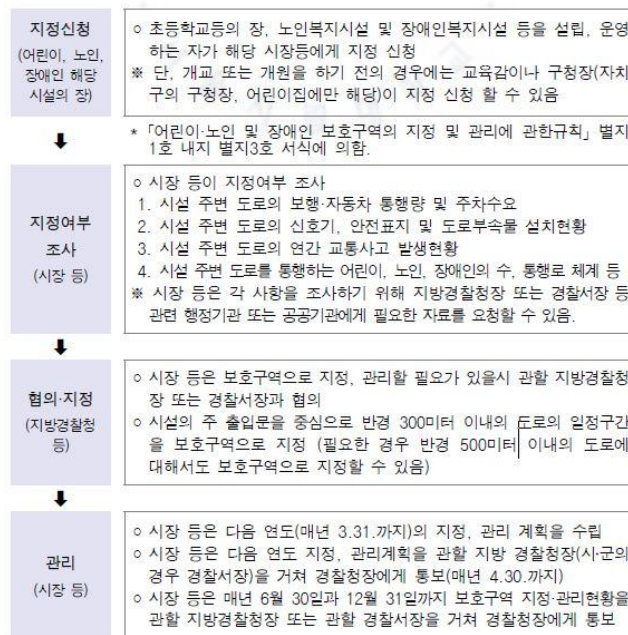 지정신청
(어린이, 노인,
장애인 해당
시설의 장)
○ 초등학교등의 장, 노인복지시설 및 장애인복지시설 등을 설립, 운영
하는 자가 해당 시장등에게 지정 신청
※ 단, 개교 또는 개원을 하기 전의 경우에는 교육감이나 구청장(자치
구의 구청장, 어린이집에만 해당)이 지정 신청 할 수 있음
* 「어린이·노인 및 장애인 보호구역의 지정 및 관리에 관한규칙」 별지
1호 내지 별지3호 서식에 의함.
지정여부
조사
(시장 등)
○ 시장 등이 지정여부 조사
1. 시설 주변 도로의 보행·자동차 통행량 및 주차수요
2. 시설 주변 도로의 신호기, 안전표지 및 도로부속물 설치현황
3. 시설 주변 도로의 연간 교통사고 발생현황
4. 시설 주변 도로를 통행하는 어린이, 노인, 장애인의 수, 통행로 체계 등
※ 시장 등은 각 사항을 조사하기 위해 지방경찰청장 또는 경찰서장 등
관련 행정기관 또는 공공기관에게 필요한 자료를 요청할 수 있음.
협의·지정
(지방경찰청
등)
○ 시장 등은 보호구역으로 지정, 관리할 필요가 있을시 관할 지방경찰청
장 또는 경찰서장과 협의
○ 시설의 주 출입문을 중심으로 반경 300미터 이내의 도로의 일정구간
을 보호구역으로 지정 (필요한 경우 반경 500미터 이내의 도로에
대해서도 보호구역으로 지정할 수 있음)
관리
(시장 등)
○ 시장 등은 다음 연도(매년 3.31.까지)의 지정, 관리 계획을 수립
○ 시장 등은 다음 연도 지정, 관리계획을 관할 지방 경찰청장(시·군의
경우 경찰서장)을 거쳐 경찰청장에게 통보(매년 4.30.까지)
○ 시장 등은 매년 6월 30일과 12월 31일까지 보호구역 지정·관리현황을
관할 지방경찰청장 또는 관할 경찰서장을 거쳐 경찰청장에게 통보